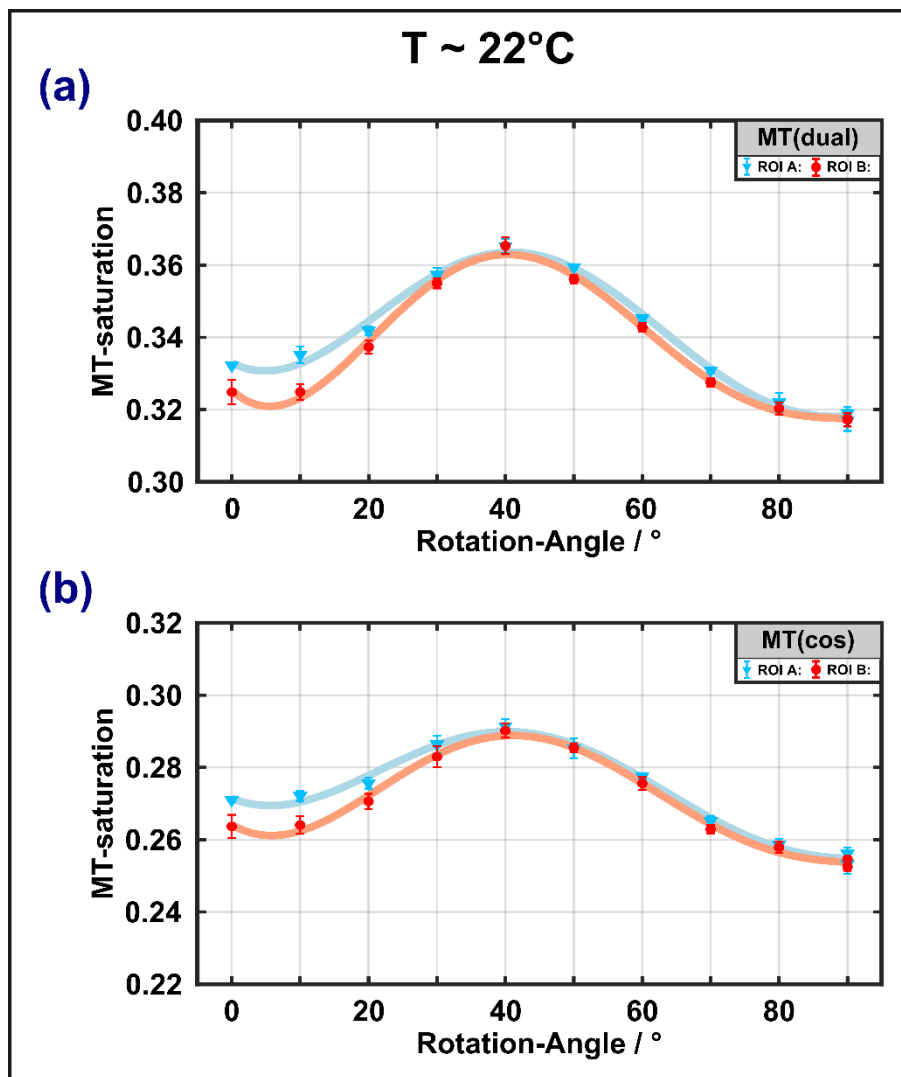 T ~ 22°C
(a)
MT-saturation
0.40
0.38
0.36
0.34
0.32
0.30
MT(dual)
ROI A: ROI B:
0 20 40 60 80
Rotation-Angle / °
(b)
MT-saturation
0.32
0.30
0.28
0.26
0.24
0.22
MT(cos)
ROI A: ROI B:
0 20 40 60 80
Rotation-Angle / °